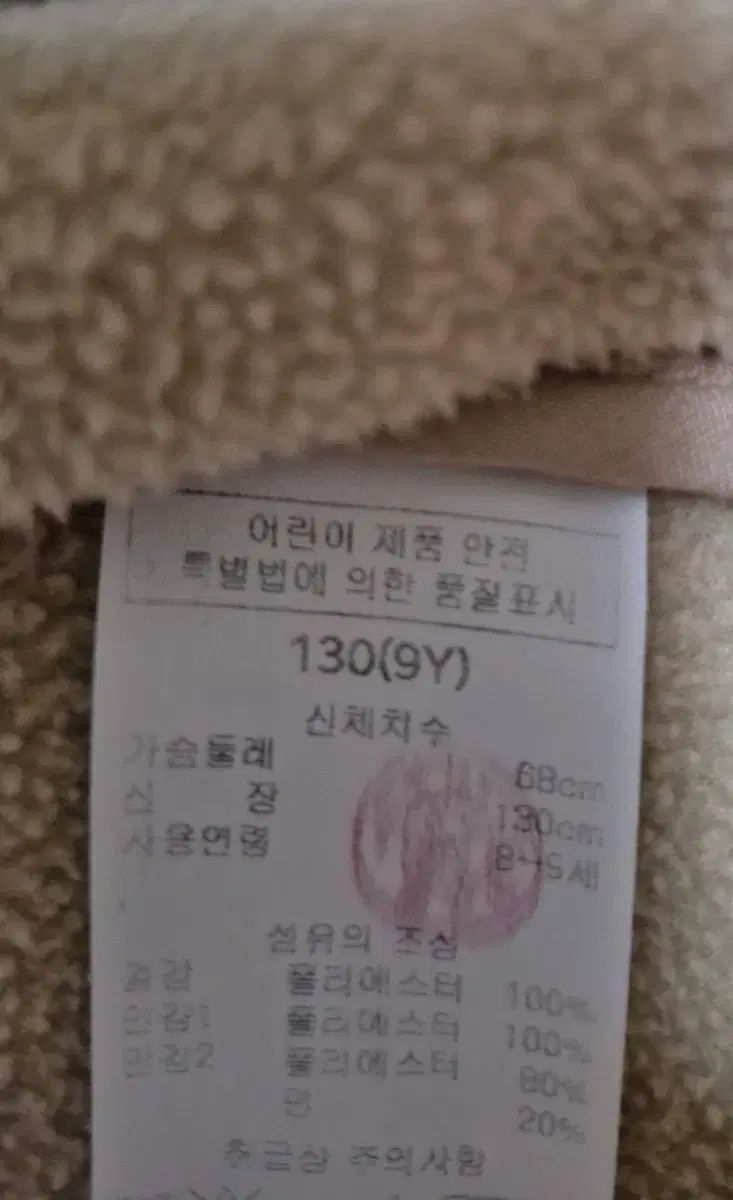 어린이 제품 안전
특별법에 의한 품질표시
130(9Y)
신체치수
가슴둘레 68cm
신 장 130cm
사용연령 8~9세
섬유의 조성
겉감 폴리에스터 100%
안감1 폴리에스터 100%
안감2 폴리에스터 80%
면 20%
취급상 주의사항